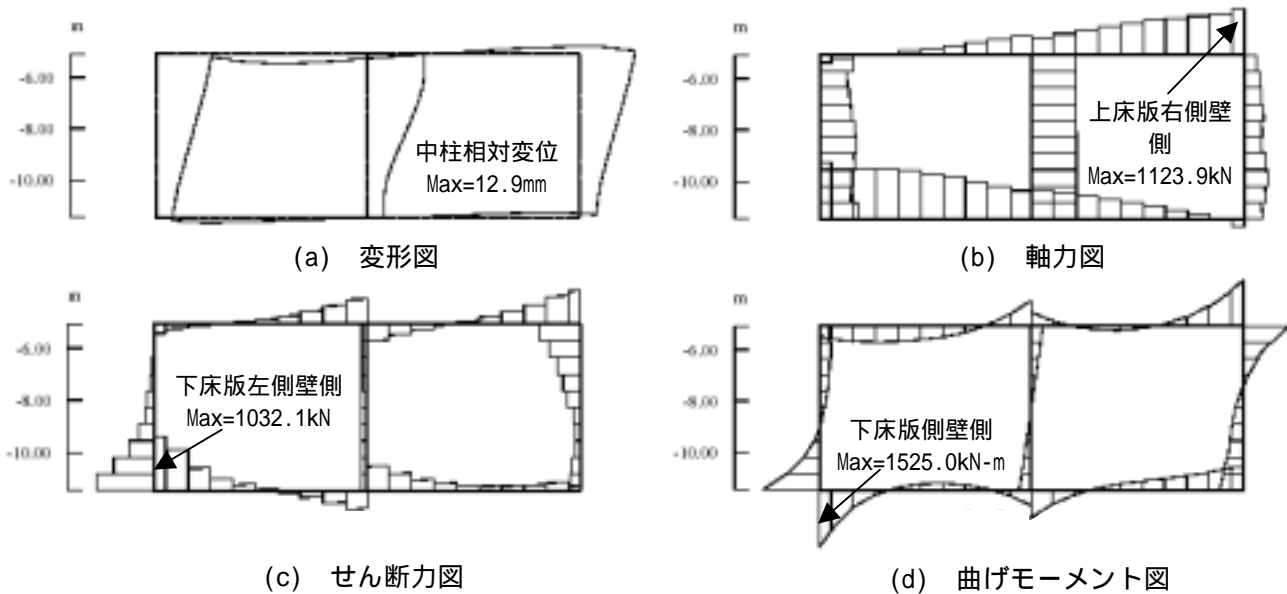 m
-6.00
-8.00
-10.00
中柱相対変位
Max=12.9mm
(a) 変形図
m
-6.00
-8.00
-10.00
上床版右側壁
側
Max=1123.9kN
(b) 軸力図
m
-6.00
-8.00
-10.00
下床版左側壁側
Max=1032.1kN
(c) せん断力図
m
-6.00
-8.00
-10.00
下床版側壁側
Max=1525.0kN-m
(d) 曲げモーメント図